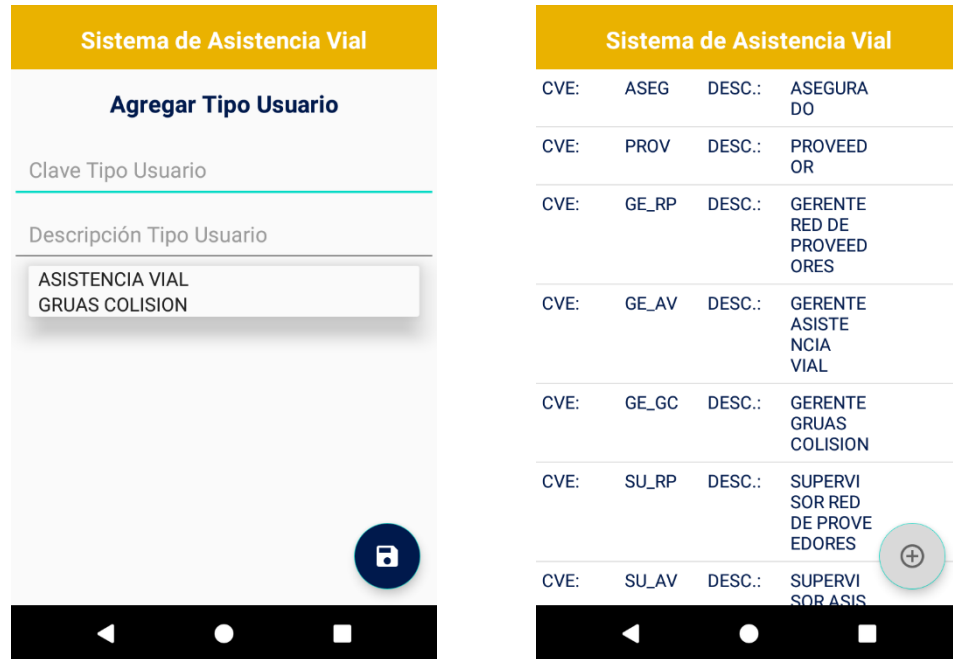 Sistema de Asistencia Vial
Agregar Tipo Usuario
Clave Tipo Usuario
Descripción Tipo Usuario
ASISTENCIA VIAL
GRUAS COLISION
Sistema de Asistencia Vial
CVE: ASEG DESC.: ASEGURA
DO
CVE: PROV DESC.: PROVEED
OR
CVE: GE_RP DESC.: GERENTE
RED DE
PROVEED
ORES
CVE: GE_AV DESC.: GERENTE
ASISTE
NCIA
VIAL
CVE: GE_GC DESC.: GERENTE
GRUAS
COLISION
CVE: SU_RP DESC.: SUPERVI
SOR RED
DE PROVE
EDORES
CVE: SU_AV DESC.: SUPERVI
SOR ASIS